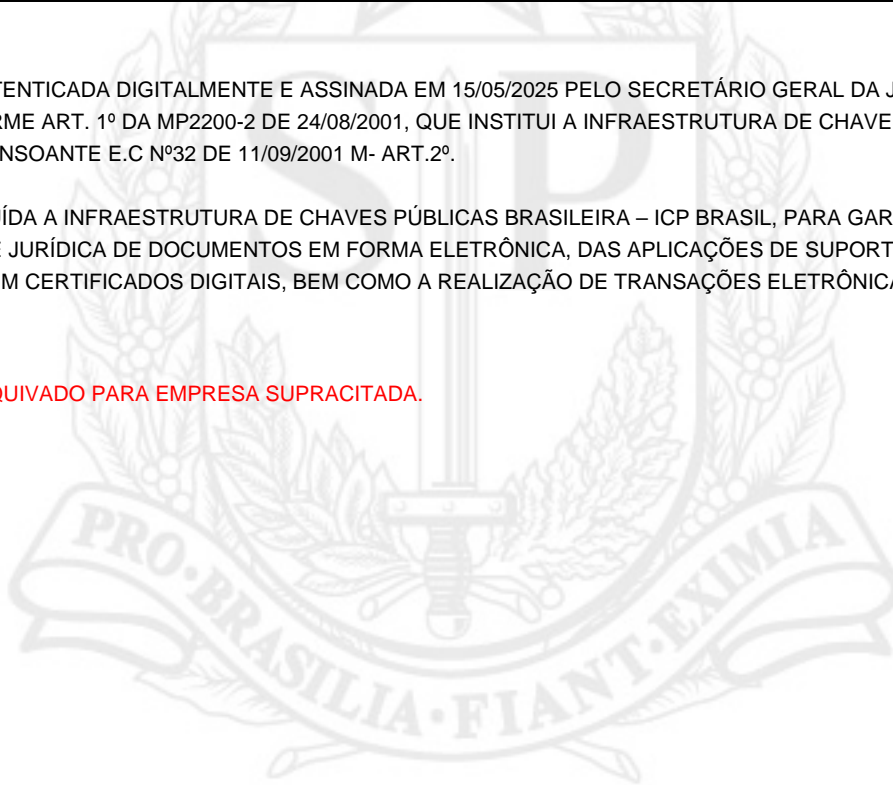 TENTICADA DIGITALMENTE E ASSINADA EM 15/05/2025 PELO SECRETÁRIO GERAL DA J
RME ART. 1º DA MP2200-2 DE 24/08/2001, QUE INSTITUI A INFRAESTRUTURA DE CHAVE
NSOANTE E.C Nº32 DE 11/09/2001 M- ART.2º.
ÍDA A INFRAESTRUTURA DE CHAVES PÚBLICAS BRASILEIRA – ICP BRASIL, PARA GAR
E JURÍDICA DE DOCUMENTOS EM FORMA ELETRÔNICA, DAS APLICAÇÕES DE SUPORT
M CERTIFICADOS DIGITAIS, BEM COMO A REALIZAÇÃO DE TRANSAÇÕES ELETRÔNICA
QUIVADO PARA EMPRESA SUPRACITADA.
SP
PRO·BRASILIA·FIANT·EXIMIA